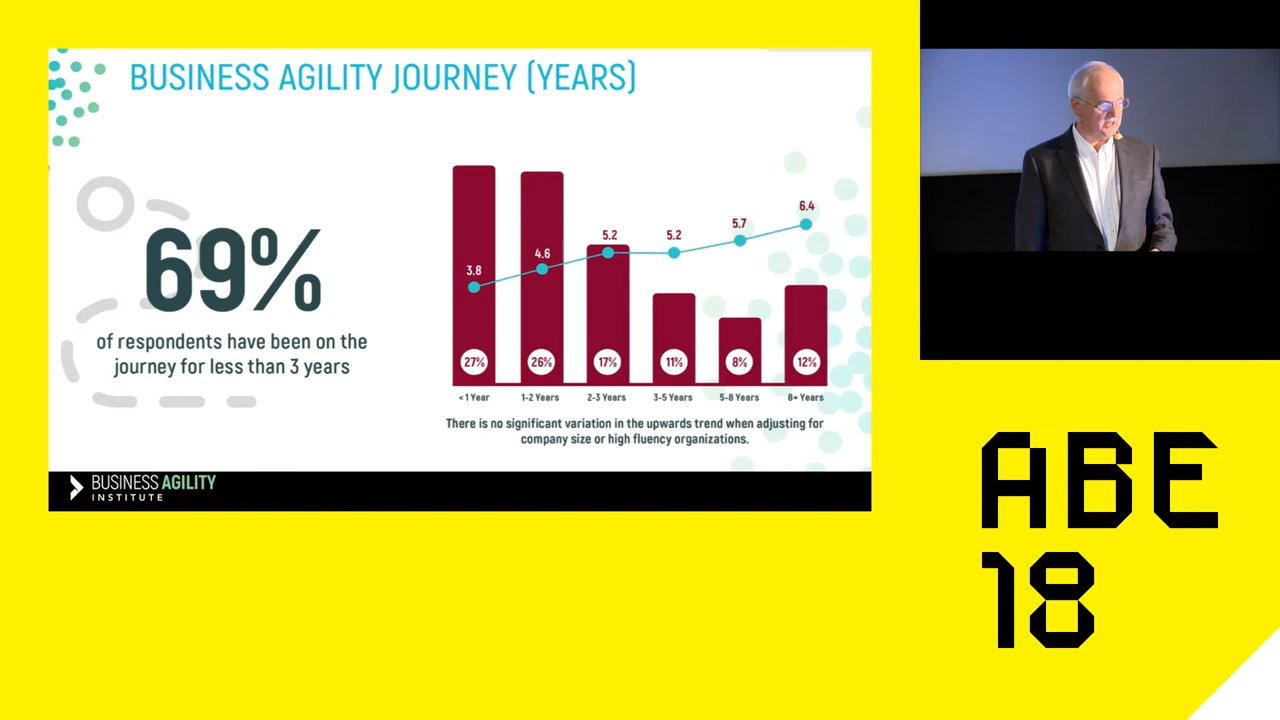 BUSINESS AGILITY JOURNEY (YEARS)
69%
of respondents have been on the
journey for less than 3 years
3.8
4.6
5.2
5.2
5.7
6.4
27%
26%
17%
11%
8%
12%
< 1 Year
1-2 Years
2-3 Years
3-5 Years
5-8 Years
8+ Years
There is no significant variation in the upwards trend when adjusting for
company size or high fluency organizations.
BUSINESS AGILITY
INSTITUTE
ABE
18